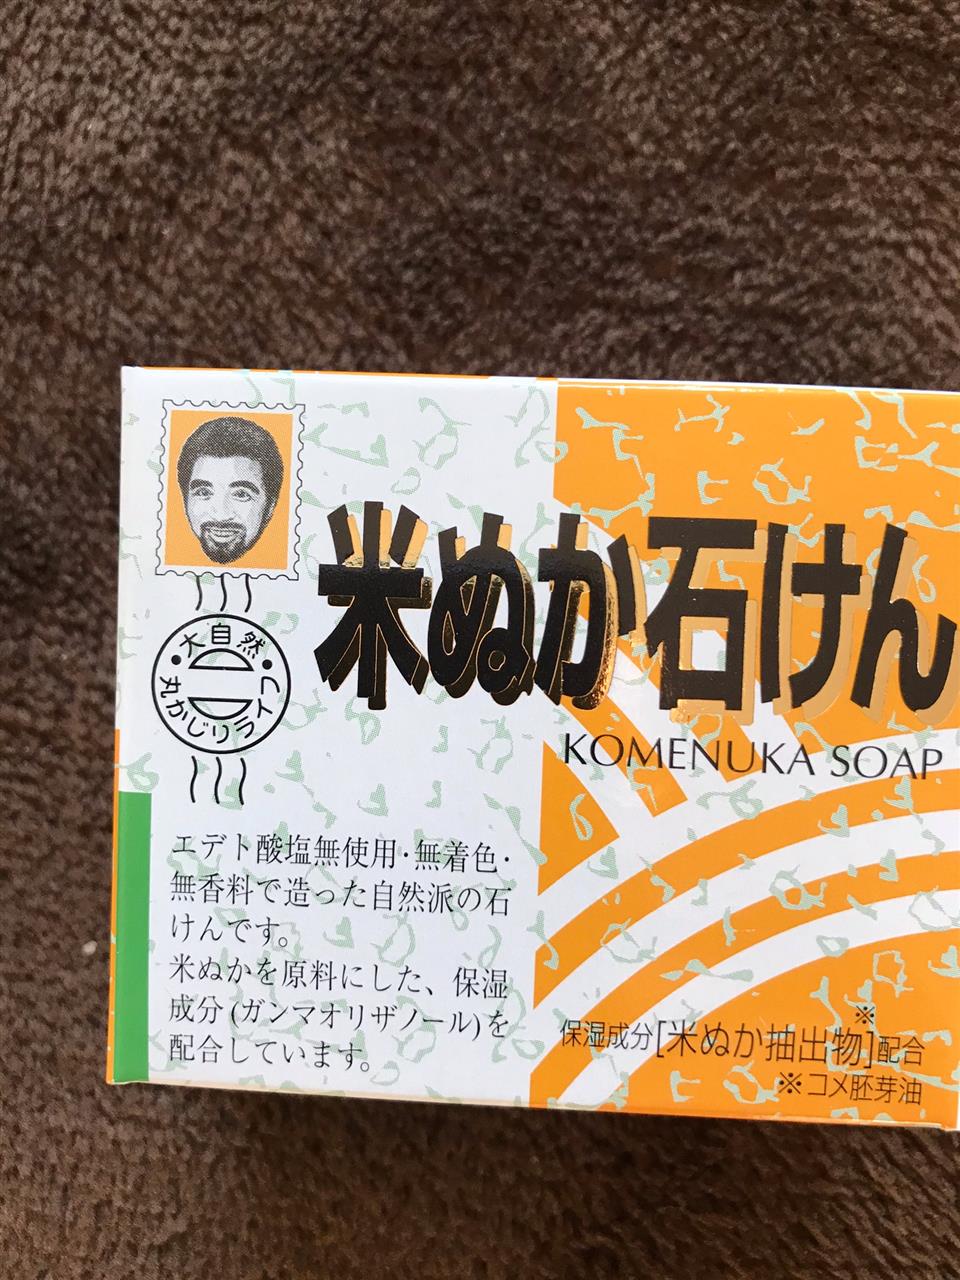 米ぬか石けん
KOMENUKA SOAP
大自然・
丸かじりライフ・
エデト酸塩無使用・無着色・
無香料で造った自然派の石
けんです。
米ぬかを原料にした、保湿
成分(ガンマオリザノール)を
配合しています。
※
保湿成分[米ぬか抽出物]配合
※コメ胚芽油